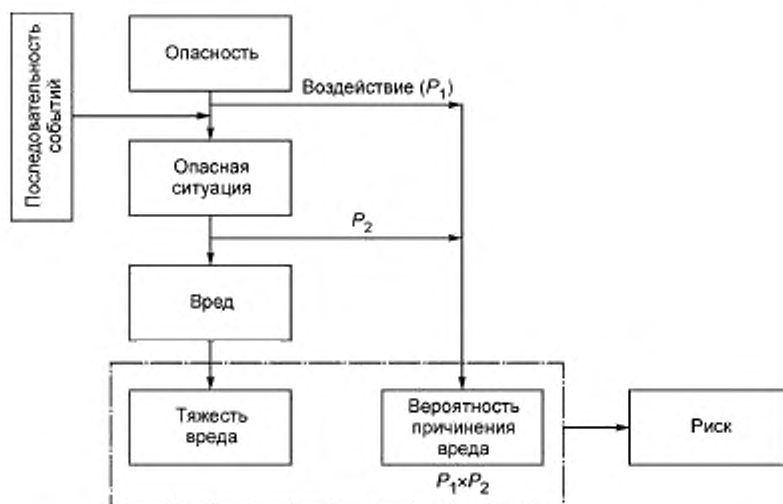 Последовательность
событий
Опасность
Воздействие (P₁)
Опасная
ситуация
P₂
Вред
Тяжесть
вреда
Вероятность
причинения
вреда
P₁×P₂
Риск